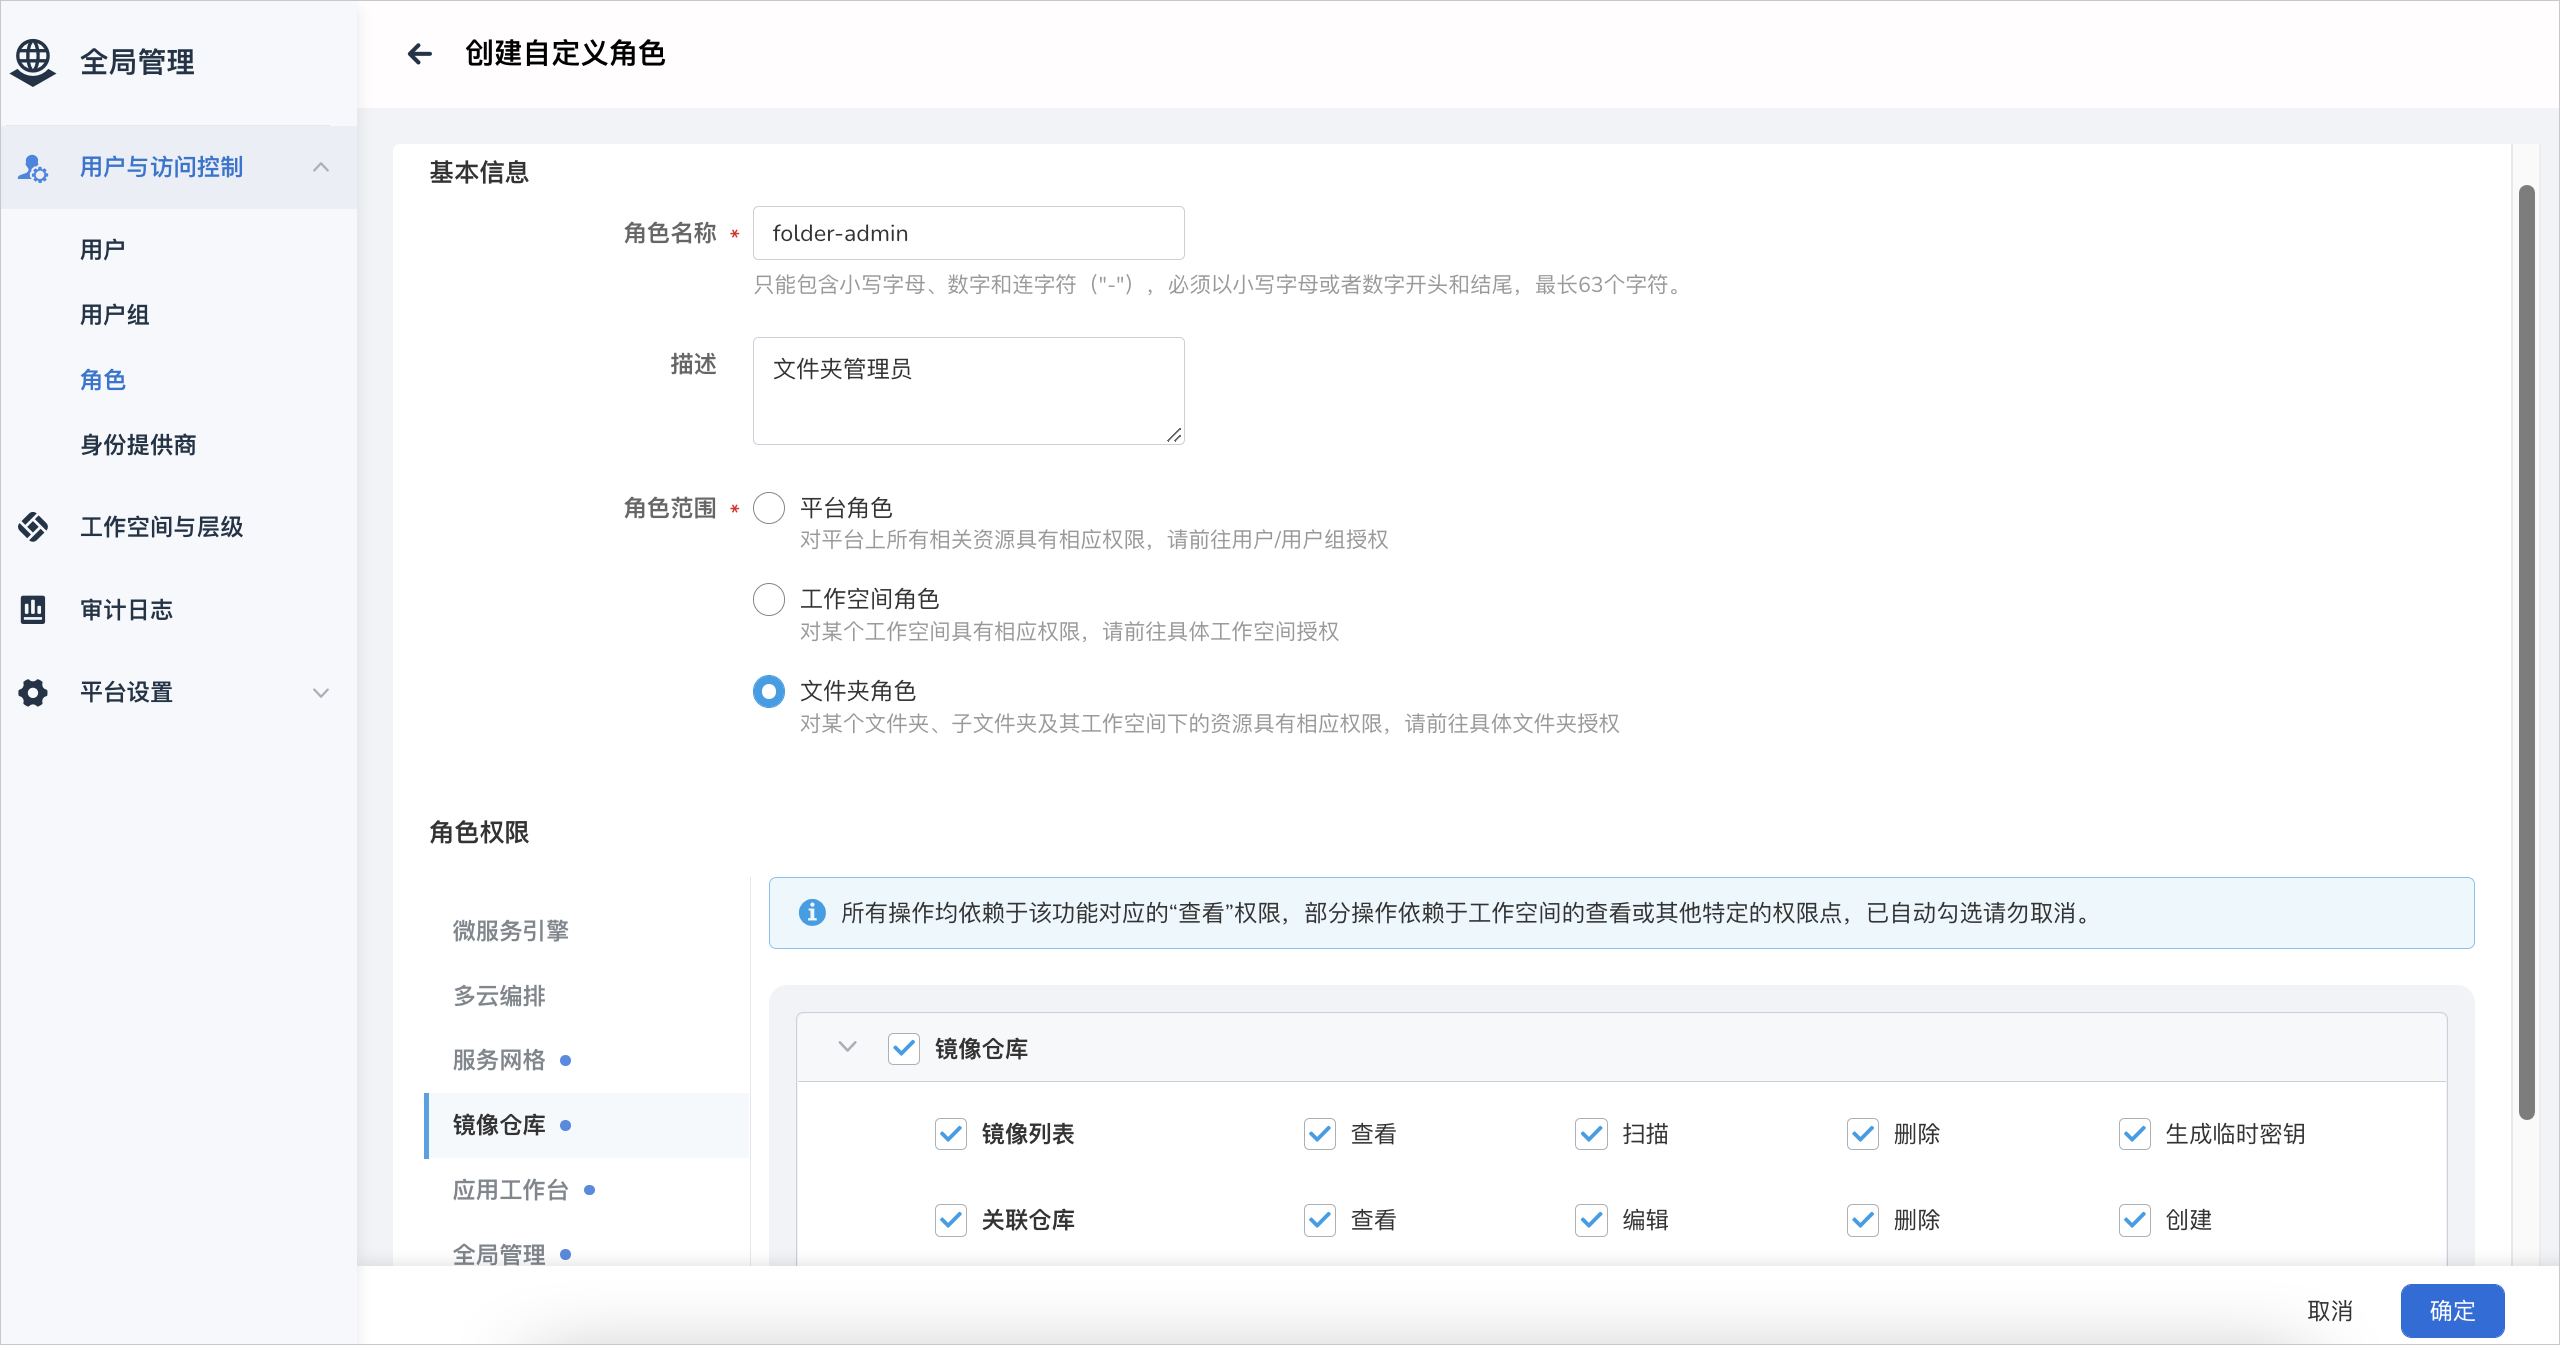 全局管理
用户与访问控制
用户
用户组
角色
身份提供商
工作空间与层级
审计日志
平台设置
创建自定义角色
基本信息
角色名称 *
folder-admin
只能包含小写字母、数字和连字符（"-"），必须以小写字母或者数字开头和结尾，最长63个字符。
描述
文件夹管理员
角色范围 *
平台角色
对平台上所有相关资源具有相应权限，请前往用户/用户组授权
工作空间角色
对某个工作空间具有相应权限，请前往具体工作空间授权
文件夹角色
对某个文件夹、子文件夹及其工作空间下的资源具有相应权限，请前往具体文件夹授权
角色权限
微服务引擎
多云编排
服务网格
镜像仓库
应用工作台
全局管理
所有操作均依赖于该功能对应的“查看”权限，部分操作依赖于工作空间的查看或其他特定的权限点，已自动勾选请勿取消。
镜像仓库
镜像列表 查看 扫描 删除 生成临时密钥
关联仓库 查看 编辑 删除 创建
取消 确定